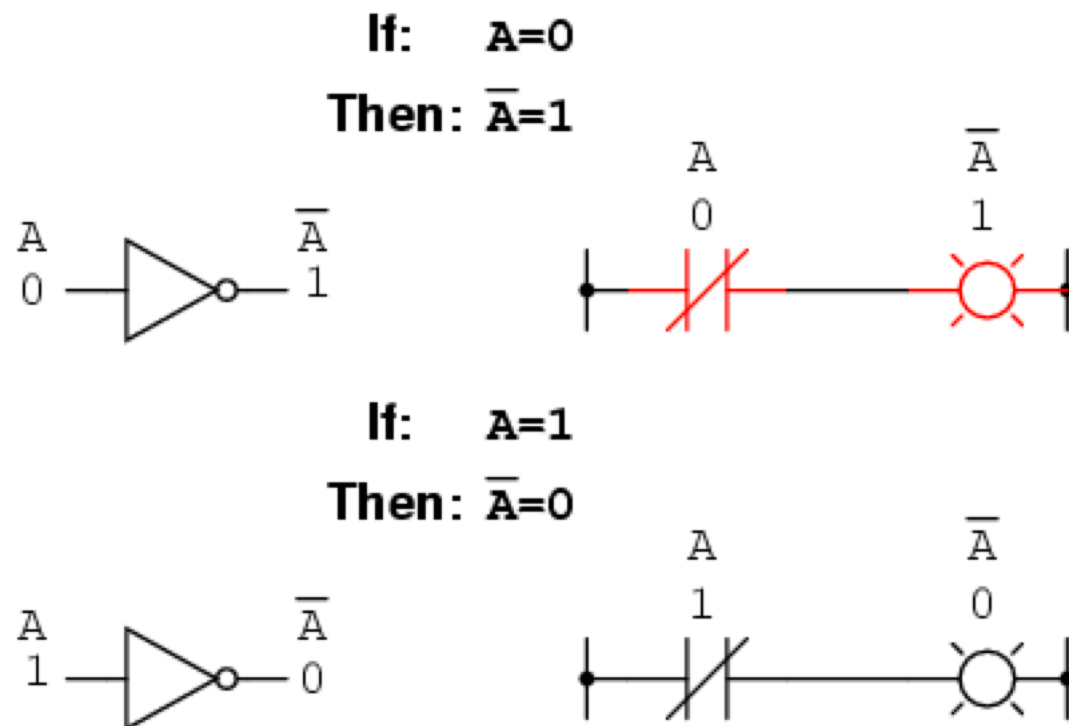 If: A=0
Then: A̅=1
A A̅
0 1
A A̅
0 1
If: A=1
Then: A̅=0
A A̅
1 0
A A̅
1 0